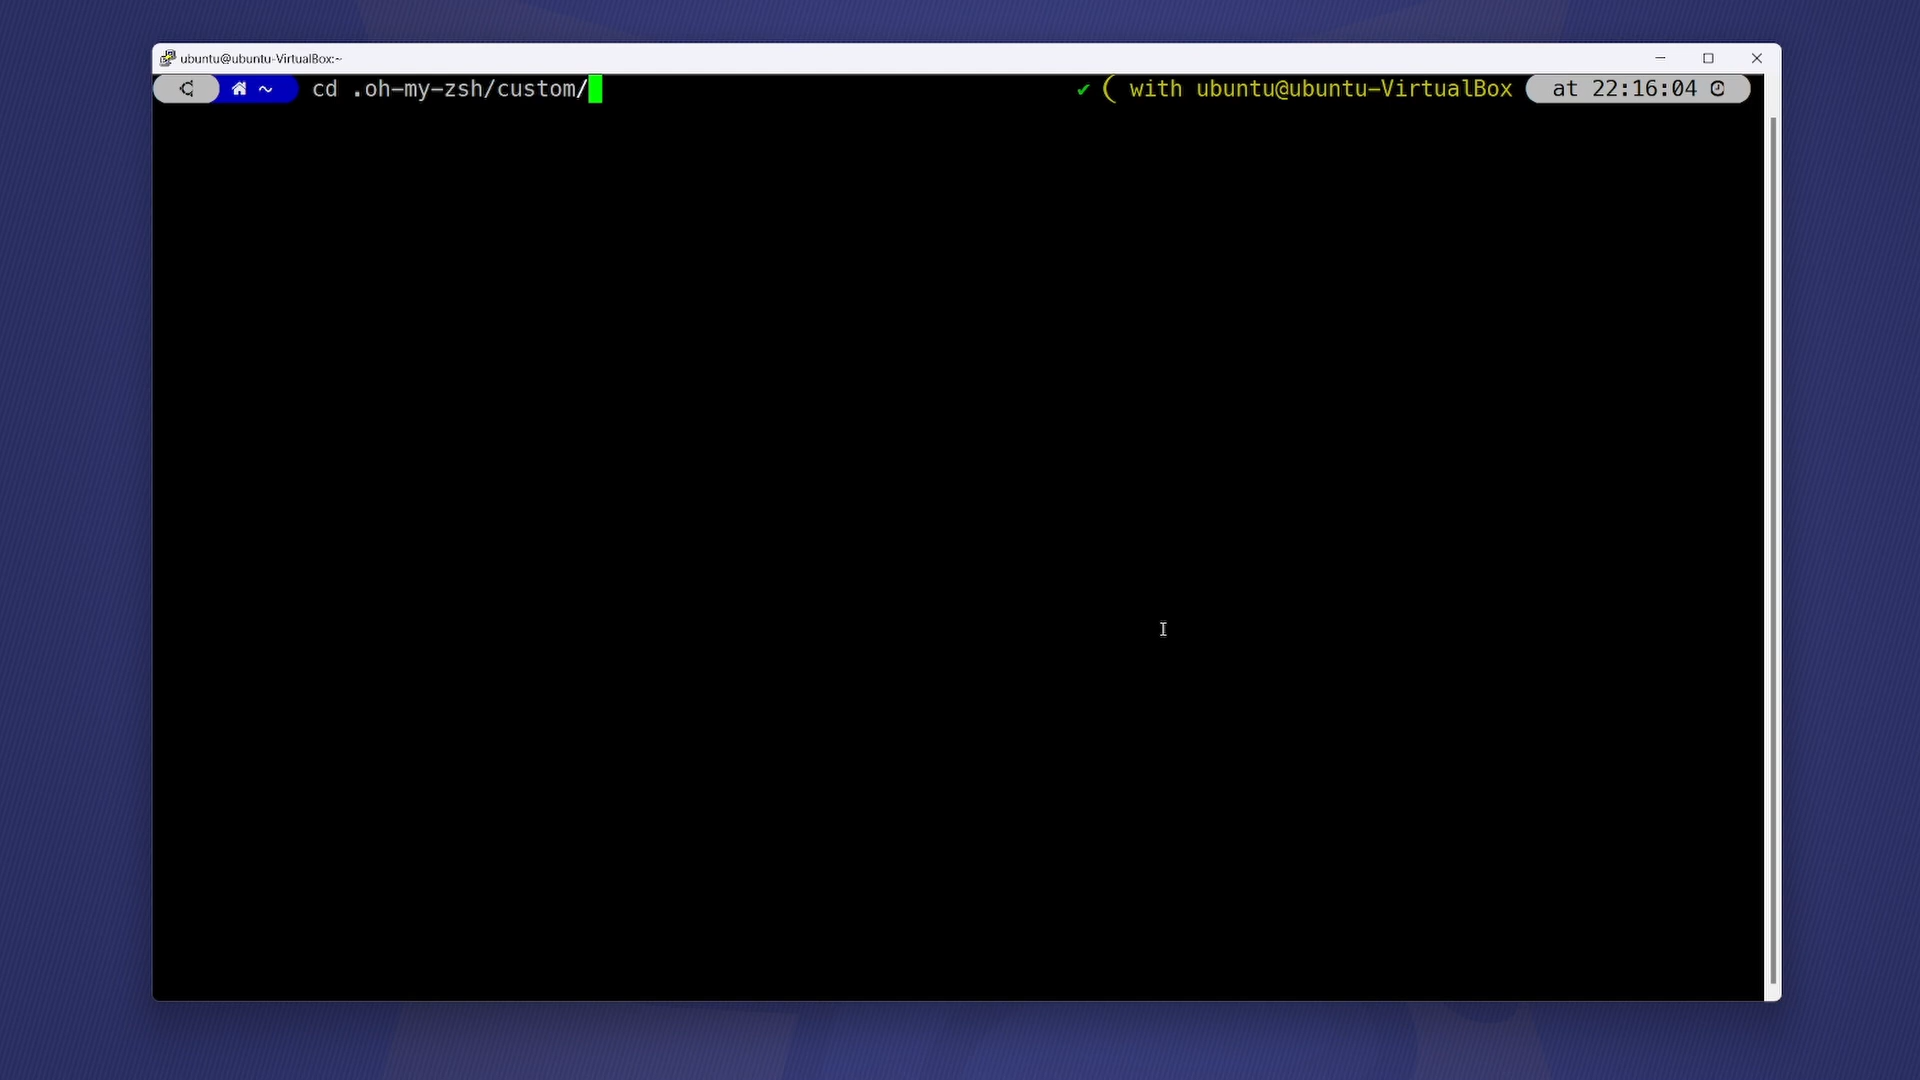 ubuntu@ubuntu-VirtualBox:~
~ cd .oh-my-zsh/custom/ ✔ with ubuntu@ubuntu-VirtualBox at 22:16:04